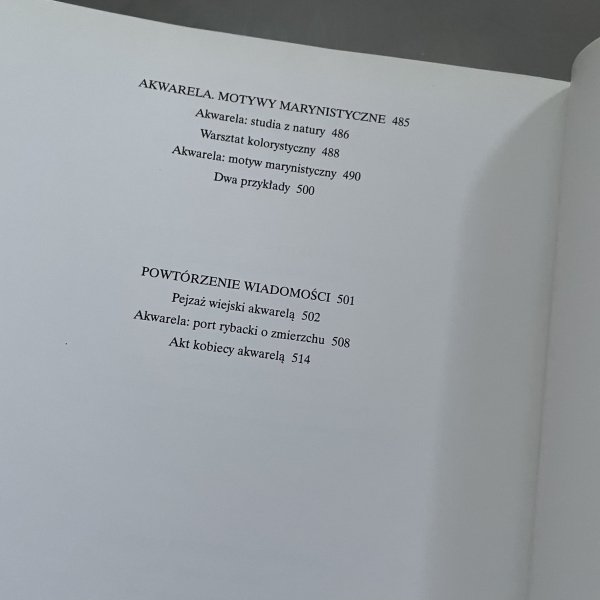 AKWARELA. MOTYWY MARYNISTYCZNE 485
Akwarela: studia z natury 486
Warsztat kolorystyczny 488
Akwarela: motyw marynistyczny 490
Dwa przykłady 500
POWTÓRZENIE WIADOMOŚCI 501
Pejzaż wiejski akwarelą 502
Akwarela: port rybacki o zmierzchu 508
Akt kobiecy akwarelą 514